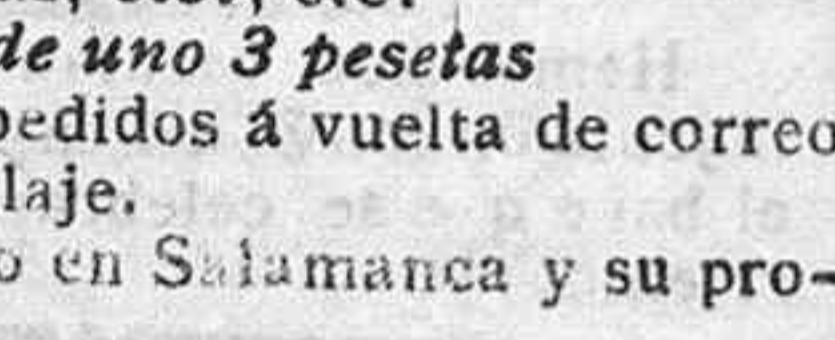 de uno 3 pesetas
pedidos á vuelta de correo
laje.
o en Salamanca y su pro-